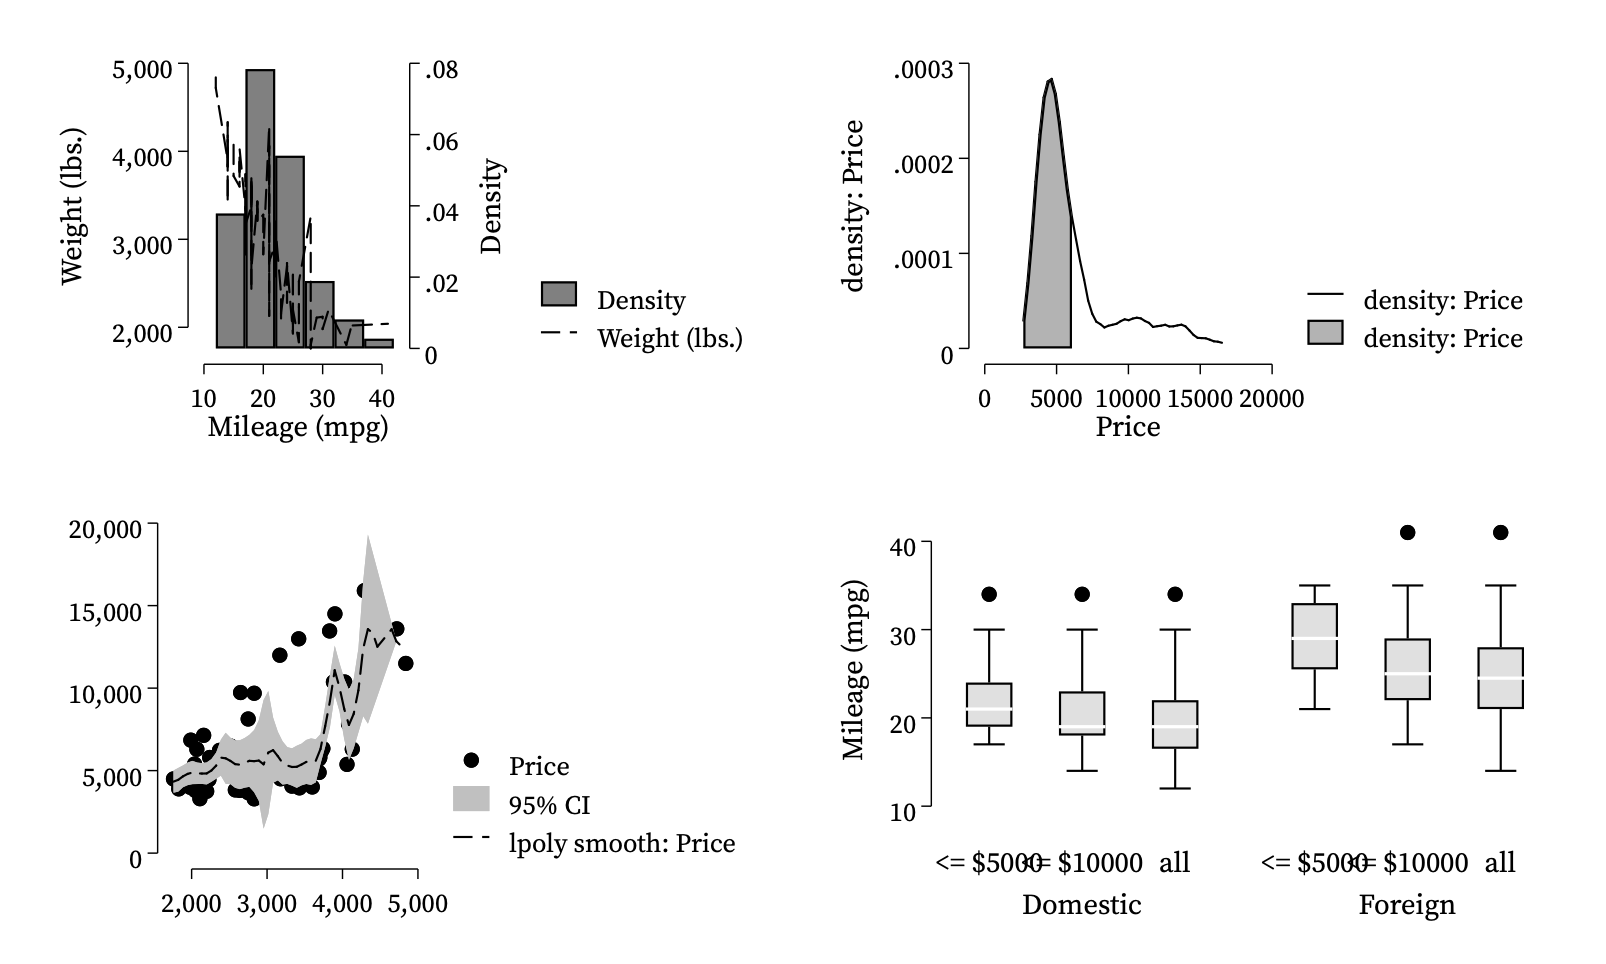 5,000
4,000
3,000
2,000
Weight (lbs.)
.08
.06
.04
.02
0
Density
10 20 30 40
Mileage (mpg)
Density
Weight (lbs.)
.0003
.0002
.0001
0
density: Price
0 5000 10000 15000 20000
Price
density: Price
density: Price
20,000
15,000
10,000
5,000
0
2,000 3,000 4,000 5,000
Price
95% CI
lpoly smooth: Price
40
30
20
10
Mileage (mpg)
<= $5000 <= $10000 all <= $5000 <= $10000 all
Domestic Foreign